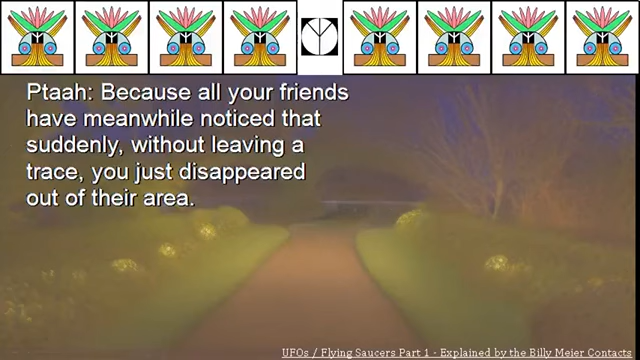 Ptaah: Because all your friends
have meanwhile noticed that
suddenly, without leaving a
trace, you just disappeared
out of their area.
UFOs / Flying Saucers Part 1 - Explained by the Billy Meier Contacts